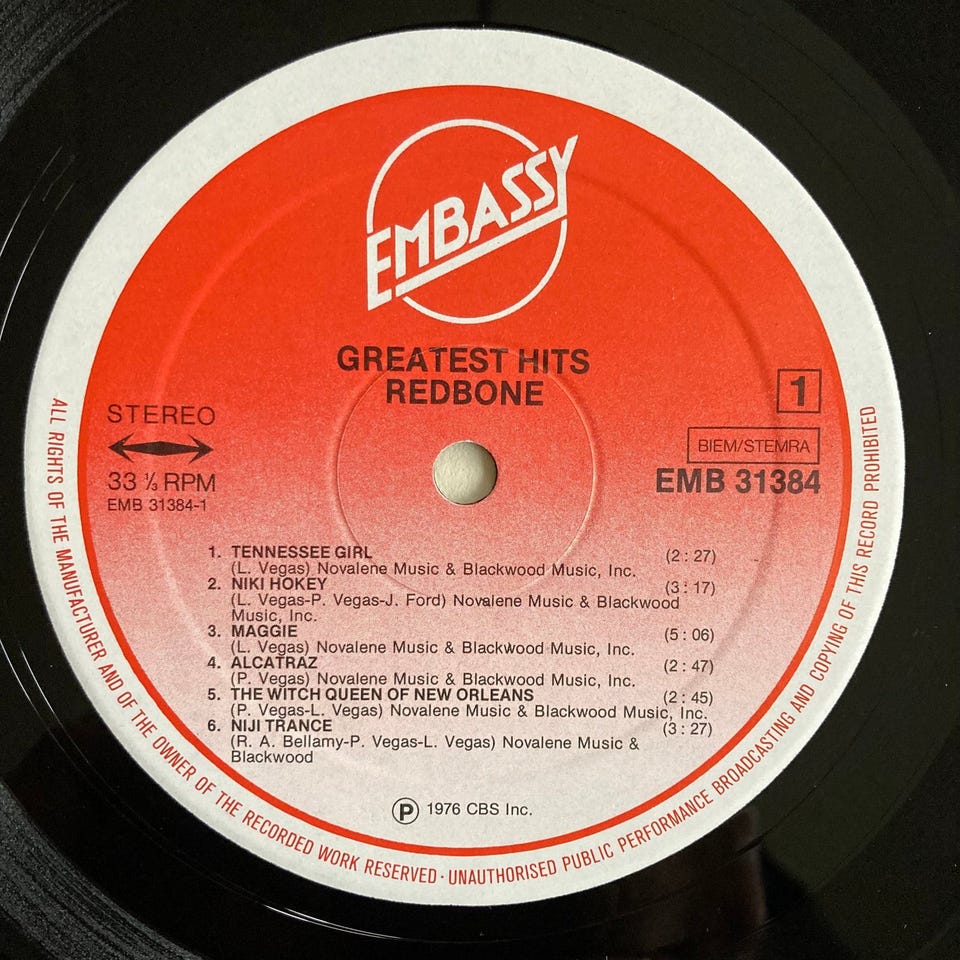 EMBASSY
GREATEST HITS
REDBONE
1
STEREO
BIEM/STEMRA
33 ⅓ RPM
EMB 31384
EMB 31384-1
1. TENNESSEE GIRL (2 : 27)
(L. Vegas) Novalene Music & Blackwood Music, Inc.
2. NIKI HOKEY (3 : 17)
(L. Vegas-P. Vegas-J. Ford) Novalene Music & Blackwood
Music, Inc.
3. MAGGIE (5 : 06)
(L. Vegas) Novalene Music & Blackwood Music, Inc.
4. ALCATRAZ (2 : 47)
(P. Vegas) Novalene Music & Blackwood Music, Inc.
5. THE WITCH QUEEN OF NEW ORLEANS (2 : 45)
(P. Vegas-L. Vegas) Novalene Music & Blackwood Music, Inc.
6. NIJI TRANCE (3 : 27)
(R. A. Bellamy-P. Vegas-L. Vegas) Novalene Music &
Blackwood
Ⓟ 1976 CBS Inc.
ALL RIGHTS OF THE MANUFACTURER AND OF THE OWNER OF THE RECORDED WORK RESERVED · UNAUTHORISED PUBLIC PERFORMANCE BROADCASTING AND COPYING OF THIS RECORD PROHIBITED